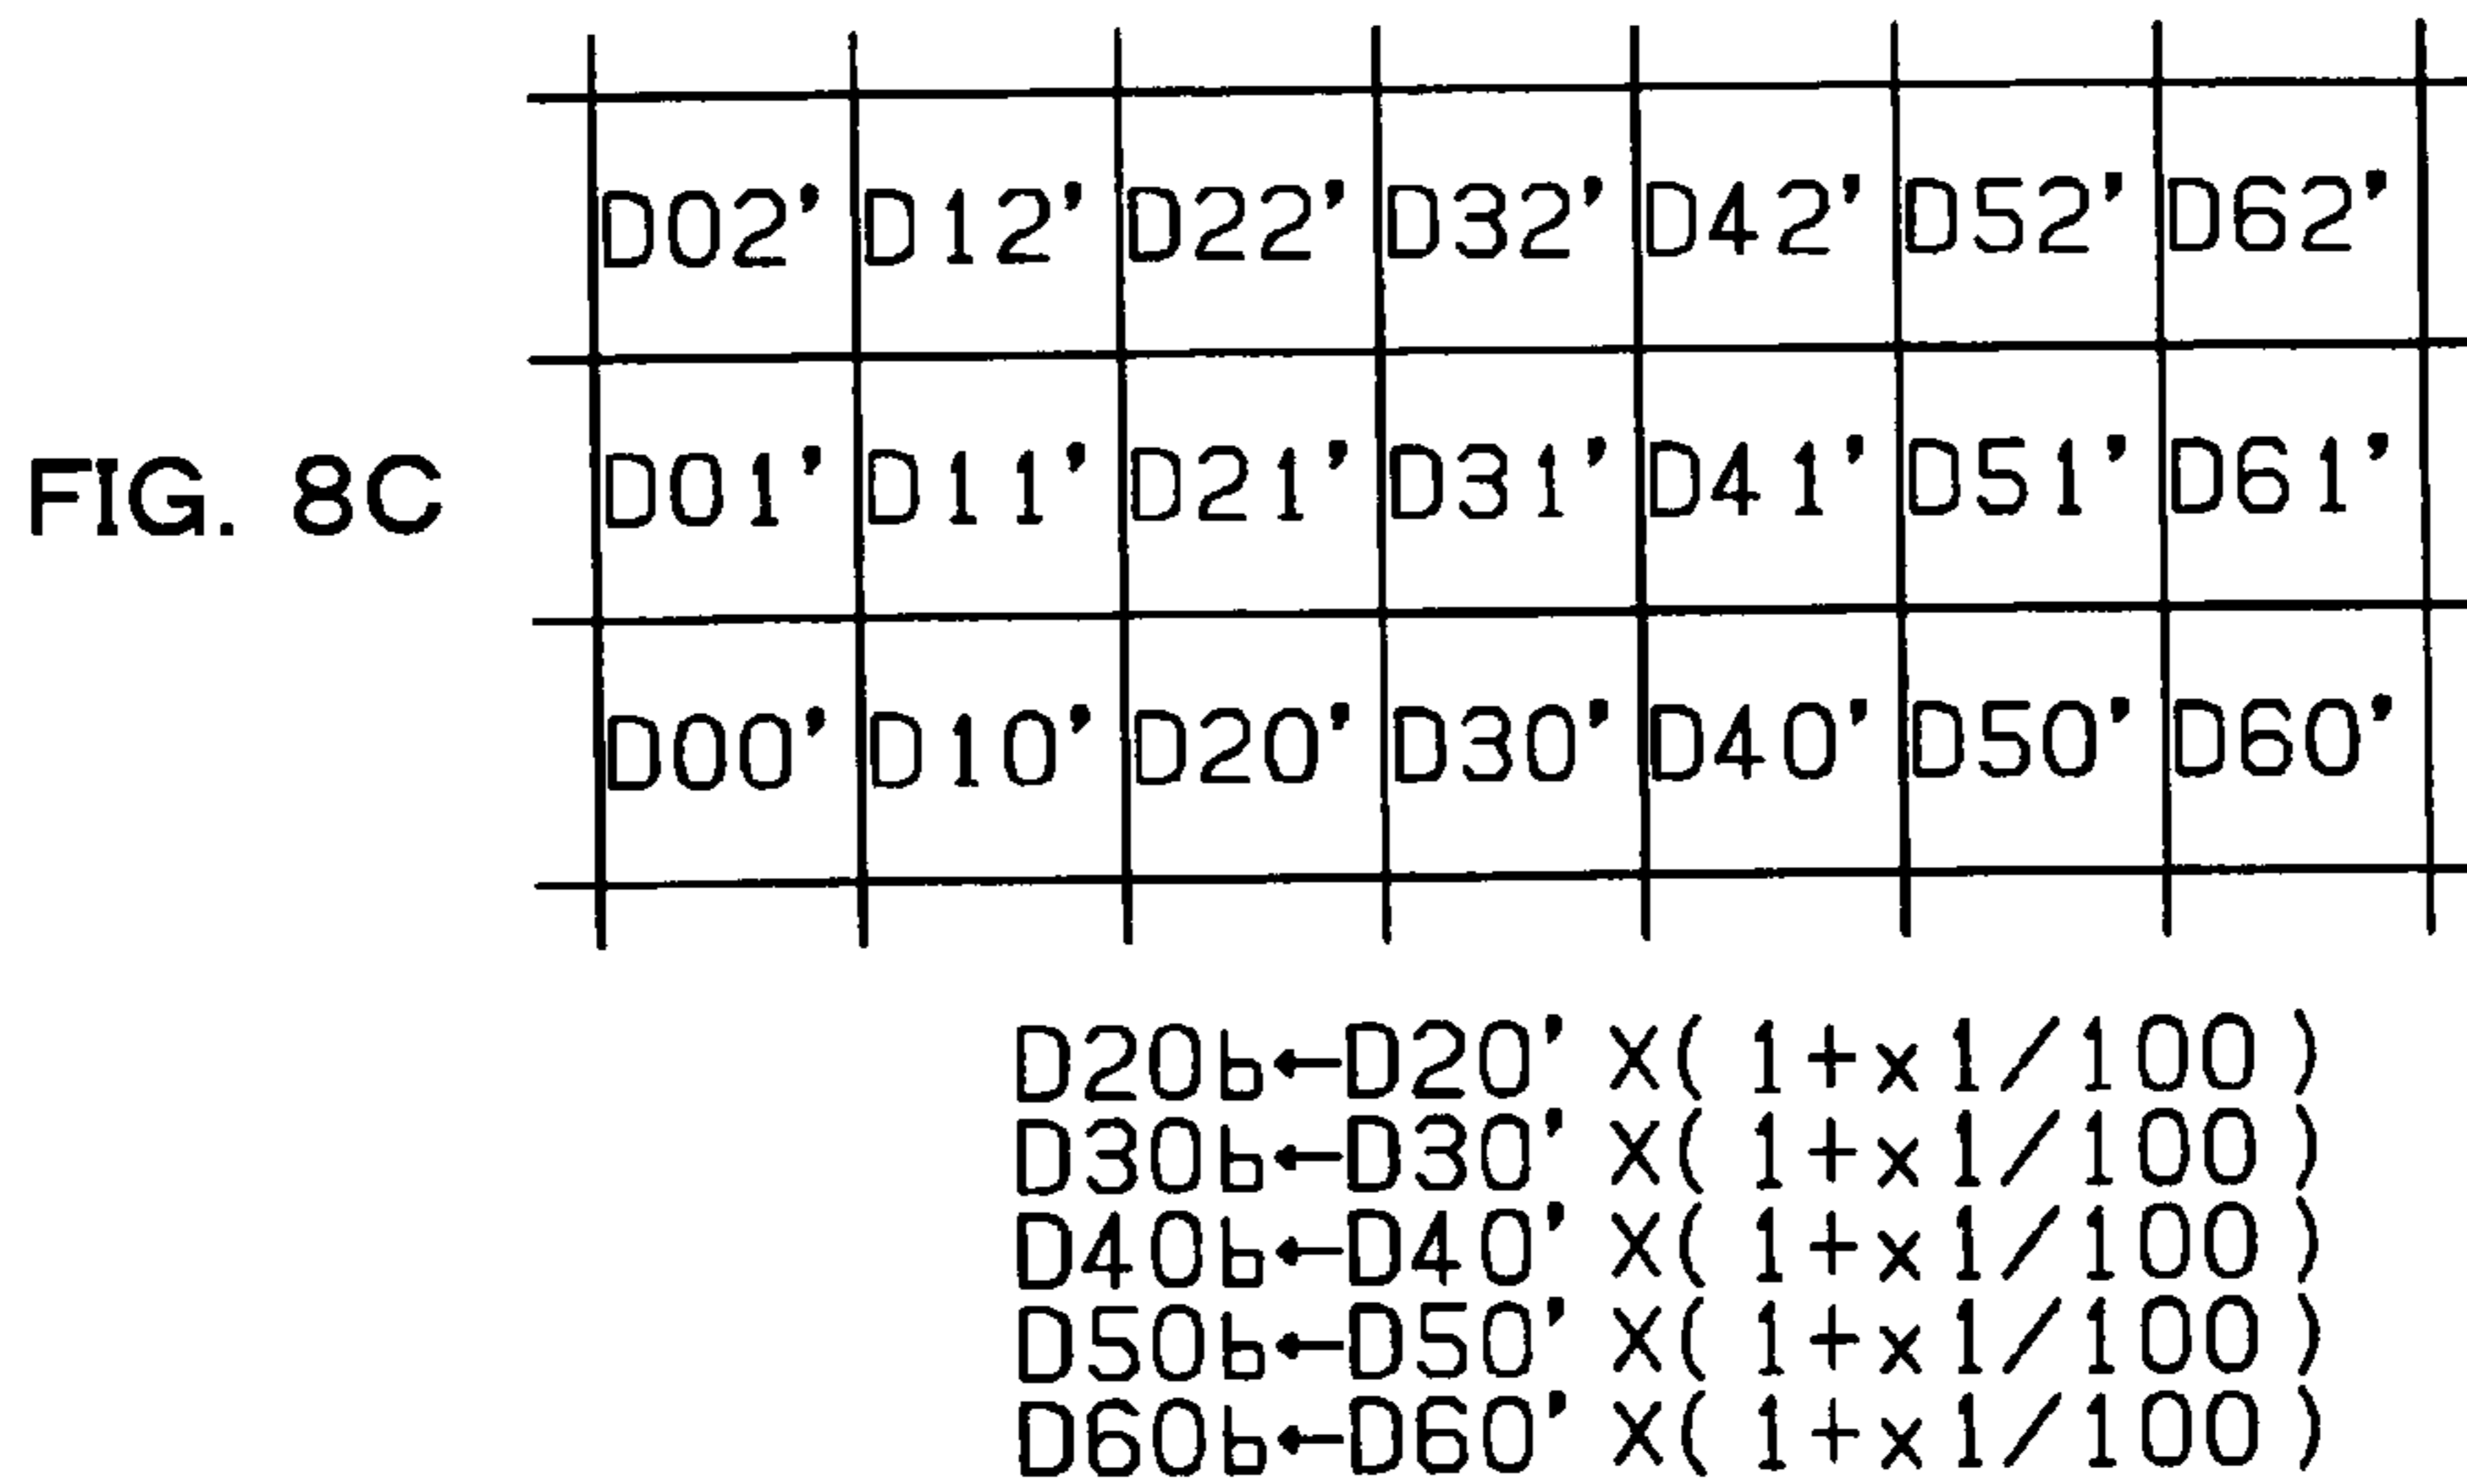 D02' D12' D22' D32' D42' D52' D62'
FIG. 8C
D01' D11' D21' D31' D41' D51' D61'
D00' D10' D20' D30' D40' D50' D60'
D20b←D20' X(1+x1/100)
D30b←D30' X(1+x1/100)
D40b←D40' X(1+x1/100)
D50b←D50' X(1+x1/100)
D60b←D60' X(1+x1/100)